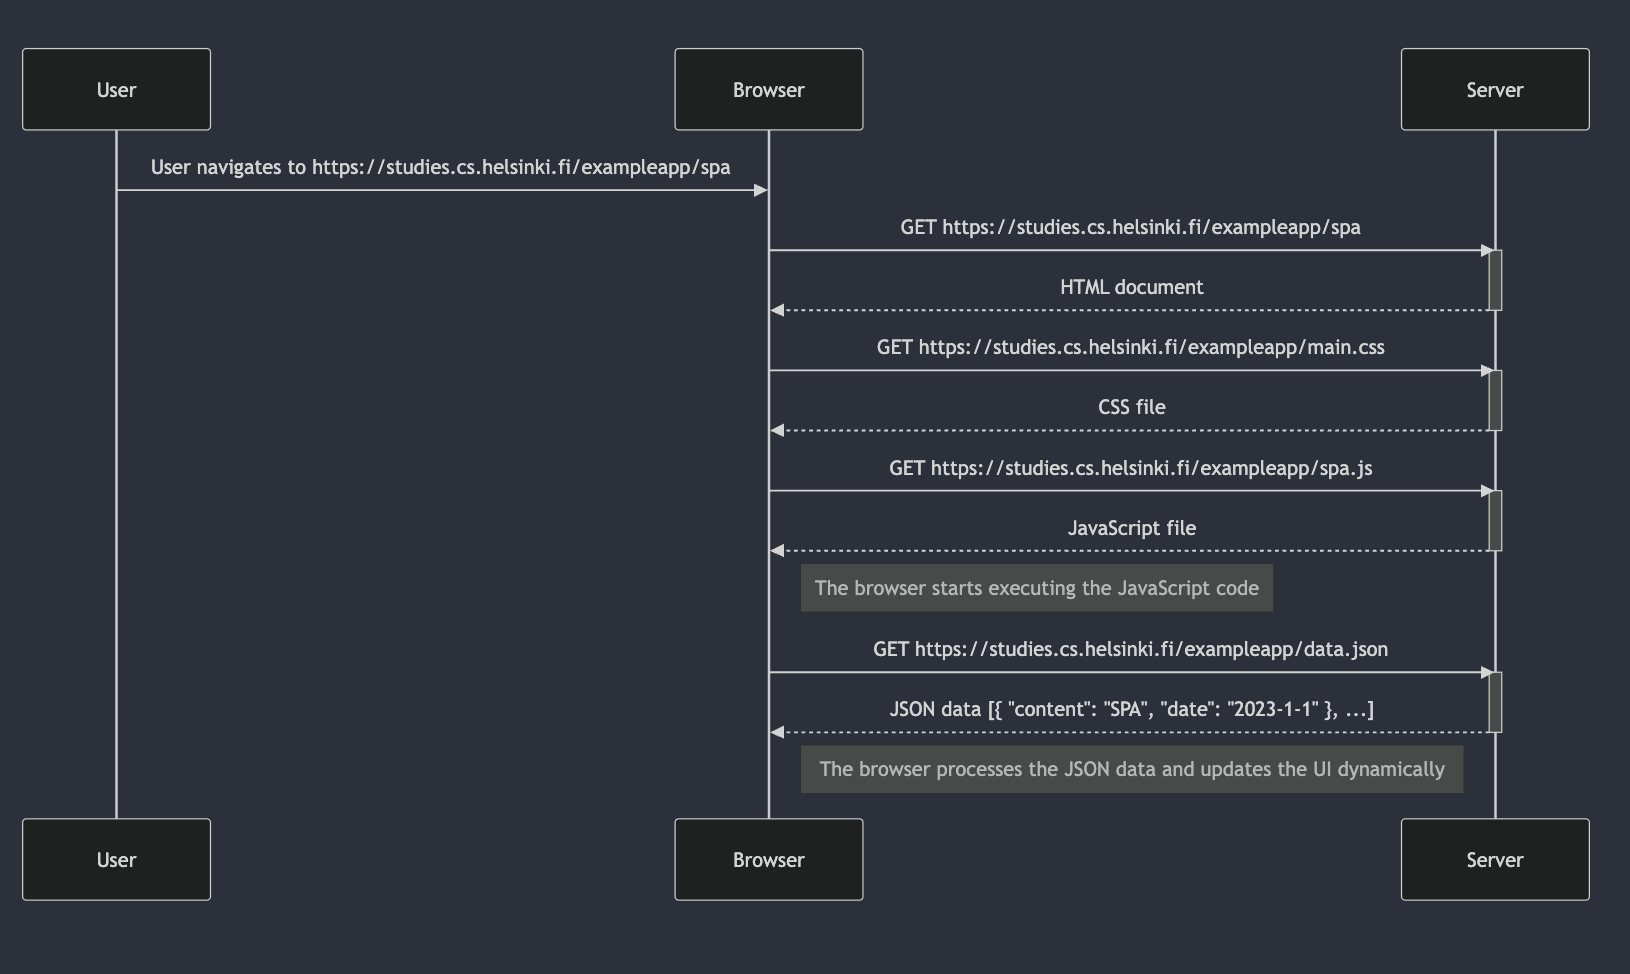 User
Browser
Server
User navigates to https://studies.cs.helsinki.fi/exampleapp/spa
GET https://studies.cs.helsinki.fi/exampleapp/spa
HTML document
GET https://studies.cs.helsinki.fi/exampleapp/main.css
CSS file
GET https://studies.cs.helsinki.fi/exampleapp/spa.js
JavaScript file
The browser starts executing the JavaScript code
GET https://studies.cs.helsinki.fi/exampleapp/data.json
JSON data [{ "content": "SPA", "date": "2023-1-1" }, ...]
The browser processes the JSON data and updates the UI dynamically
User
Browser
Server